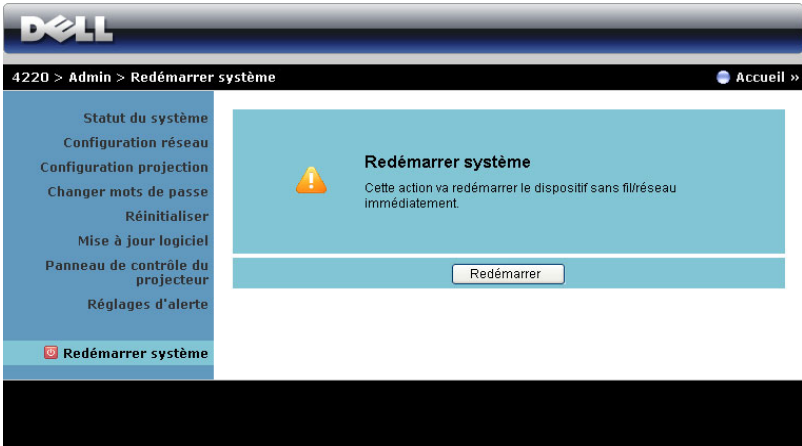 DELL
4220 > Admin > Redémarrer système
Accueil »
Statut du système
Configuration réseau
Configuration projection
Changer mots de passe
Réinitialiser
Mise à jour logiciel
Panneau de contrôle du
projecteur
Réglages d'alerte
Redémarrer système
Redémarrer système
Cette action va redémarrer le dispositif sans fil/réseau
immédiatement.
Redémarrer